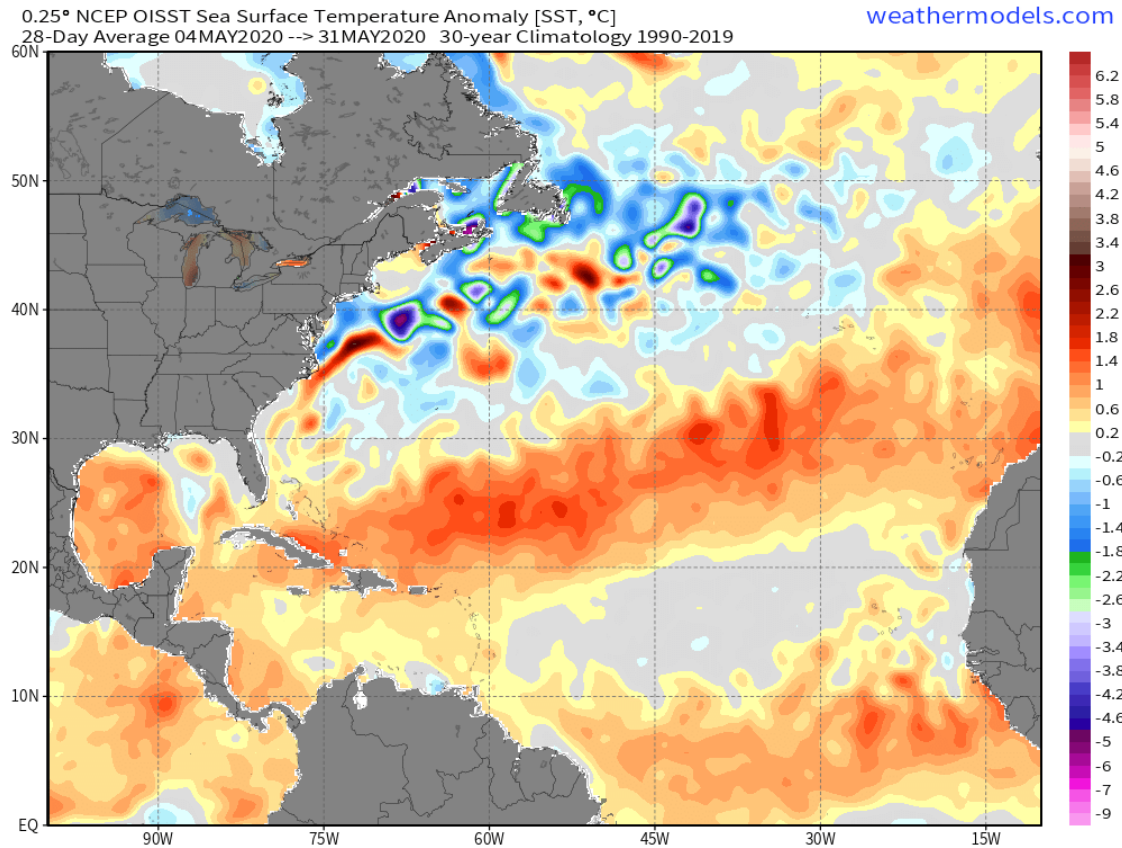 0.25° NCEP OISST Sea Surface Temperature Anomaly [SST, °C]
weathermodels.com
28-Day Average 04MAY2020 --> 31MAY2020 30-year Climatology 1990-2019
60N
50N
40N
30N
20N
10N
EQ
90W
75W
60W
45W
30W
15W
6.2
5.8
5.4
5
4.6
4.2
3.8
3.4
3
2.6
2.2
1.8
1.4
1
0.6
0.2
-0.2
-0.6
-1
-1.4
-1.8
-2.2
-2.6
-3
-3.4
-3.8
-4.2
-4.6
-5
-6
-7
-9